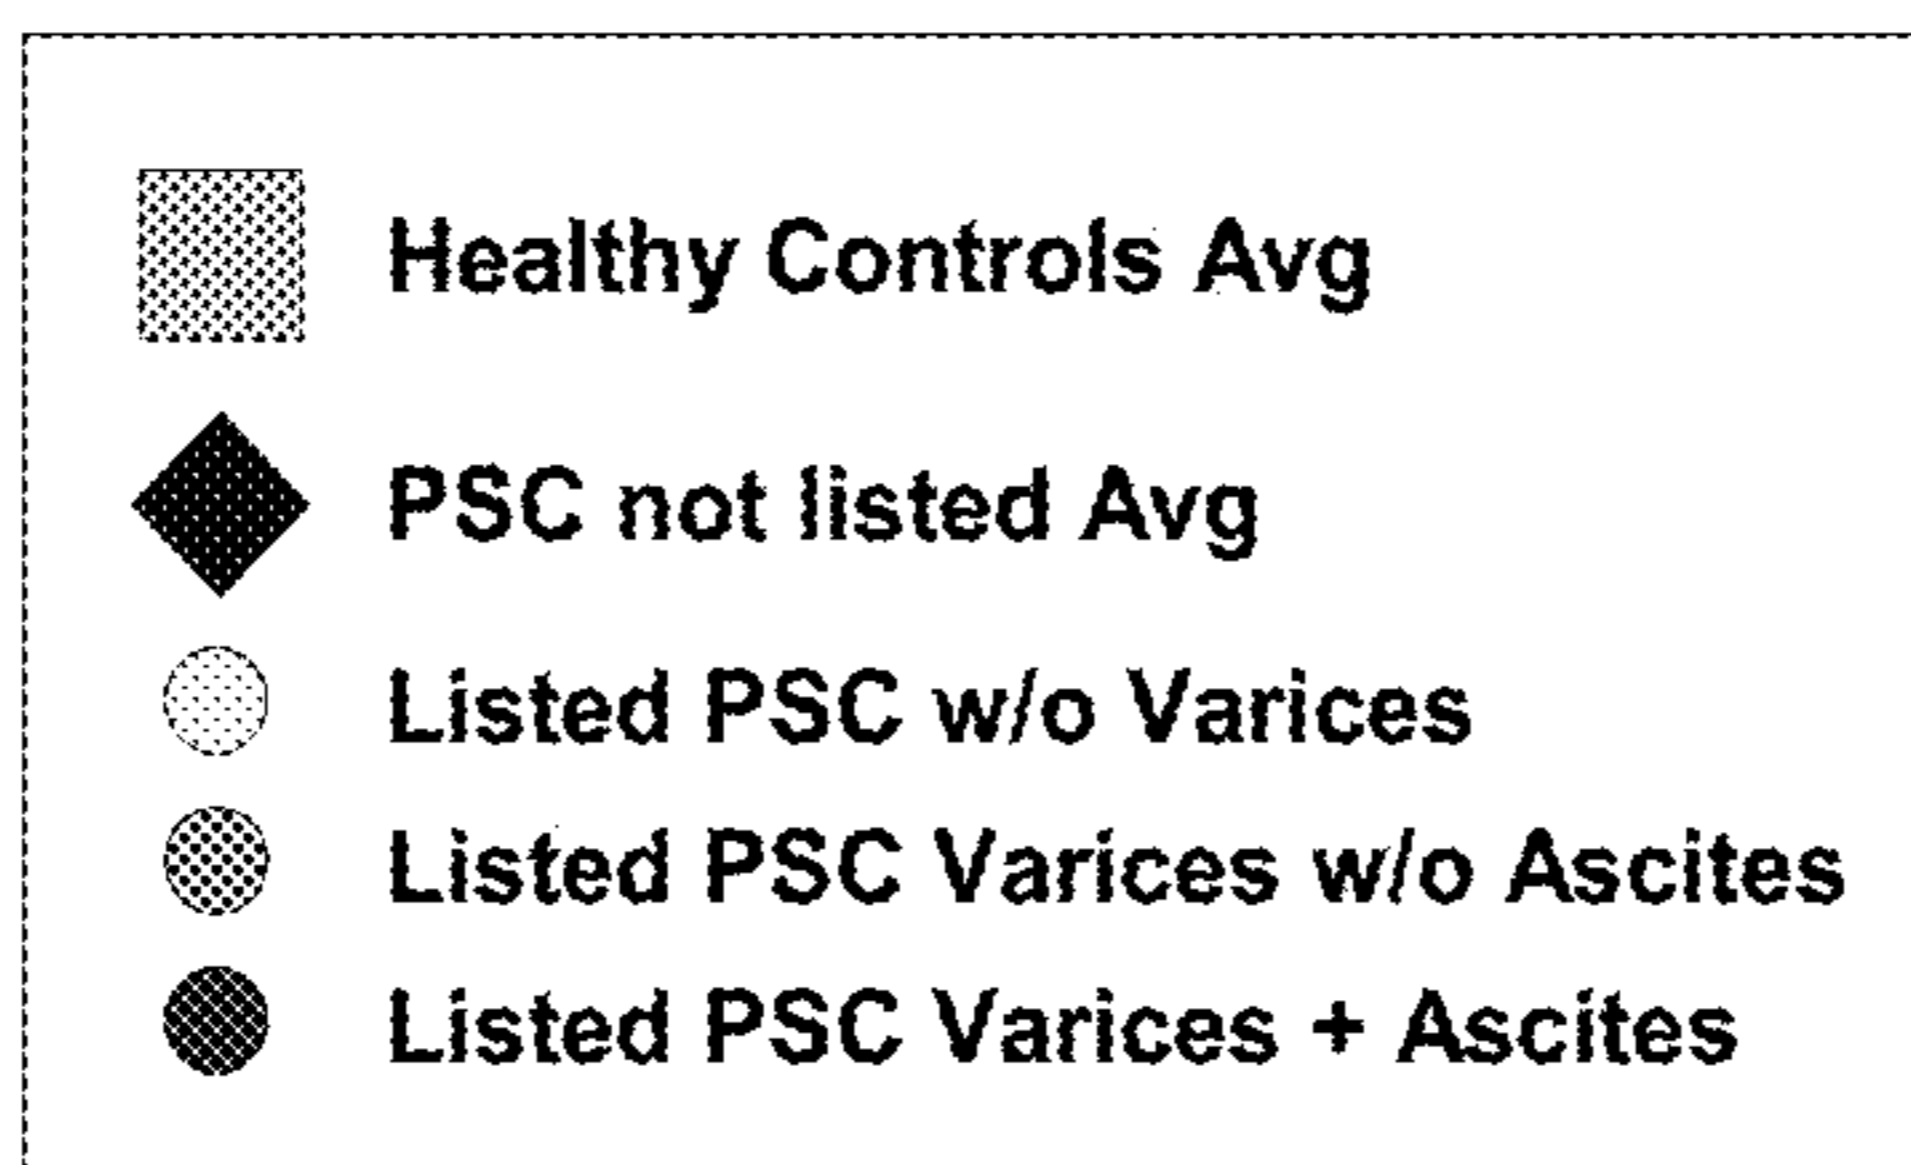 Healthy Controls Avg
PSC not listed Avg
Listed PSC w/o Varices
Listed PSC Varices w/o Ascites
Listed PSC Varices + Ascites